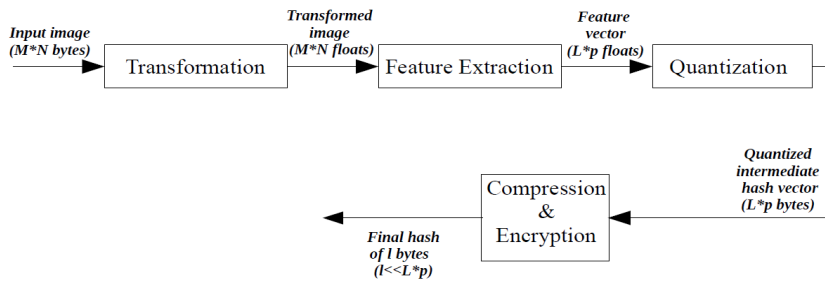 Input image
(M*N bytes)
Transformation
Transformed
image
(M*N floats)
Feature Extraction
Feature
vector
(L*p floats)
Quantization
Quantized
intermediate
hash vector
(L*p bytes)
Compression
&
Encryption
Final hash
of l bytes
(l<<L*p)